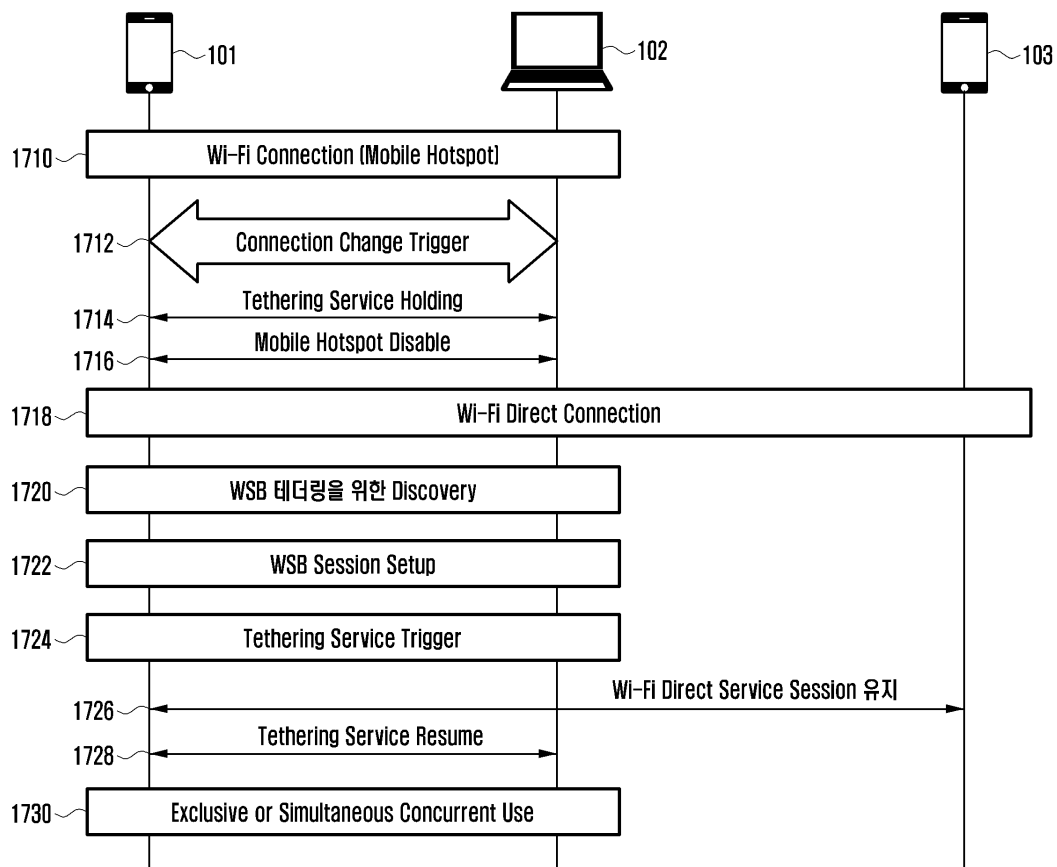 101
102
103
1710
Wi-Fi Connection (Mobile Hotspot)
1712
Connection Change Trigger
Tethering Service Holding
1714
Mobile Hotspot Disable
1716
1718
Wi-Fi Direct Connection
1720
WSB 테더링을 위한 Discovery
1722
WSB Session Setup
1724
Tethering Service Trigger
Wi-Fi Direct Service Session 유지
1726
Tethering Service Resume
1728
1730
Exclusive or Simultaneous Concurrent Use